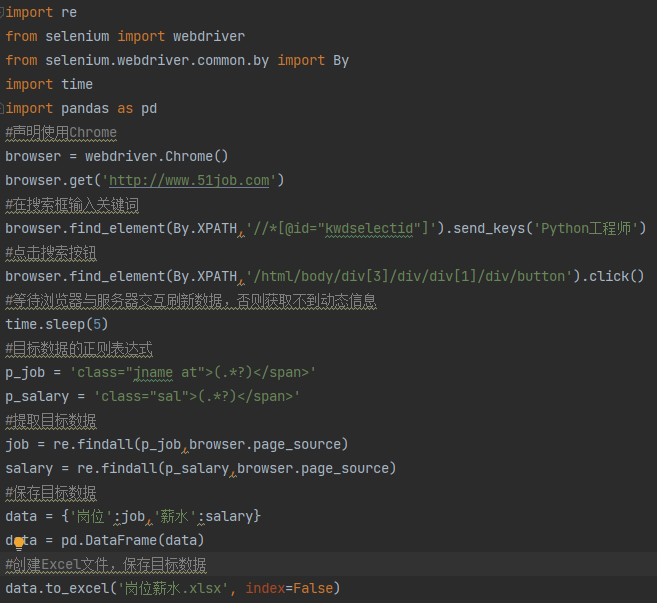 import re
from selenium import webdriver
from selenium.webdriver.common.by import By
import time
import pandas as pd
#声明使用Chrome
browser = webdriver.Chrome()
browser.get('http://www.51job.com')
#在搜索框输入关键词
browser.find_element(By.XPATH,'//*[@id="kwdselectid"]').send_keys('Python工程师')
#点击搜索按钮
browser.find_element(By.XPATH,'/html/body/div[3]/div/div[1]/div/button').click()
#等待浏览器与服务器交互刷新数据，否则获取不到动态信息
time.sleep(5)
#目标数据的正则表达式
p_job = 'class="jname at">(.*?)</span>'
p_salary = 'class="sal">(.*?)</span>'
#提取目标数据
job = re.findall(p_job,browser.page_source)
salary = re.findall(p_salary,browser.page_source)
#保存目标数据
data = {'岗位':job,'薪水':salary}
data = pd.DataFrame(data)
#创建Excel文件，保存目标数据
data.to_excel('岗位薪水.xlsx', index=False)